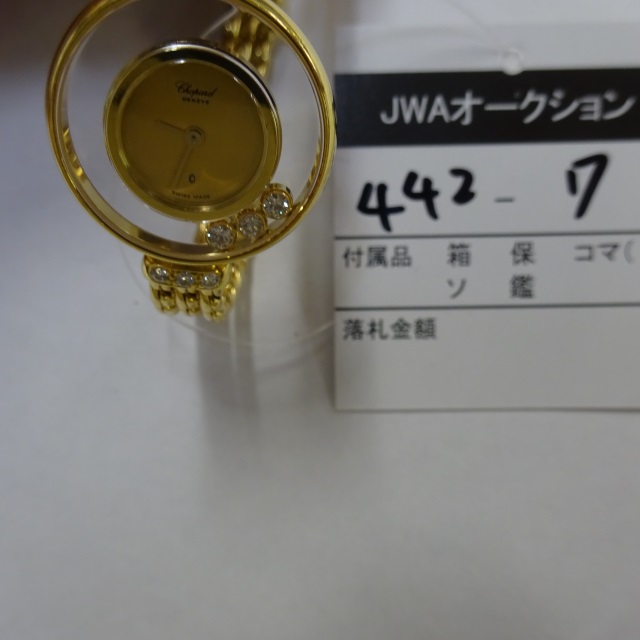 Chopard
GENEVE
SWISS MADE
JWAオークション
442-7
付属品 箱 保 コマ(
ソ 鑑
落札金額